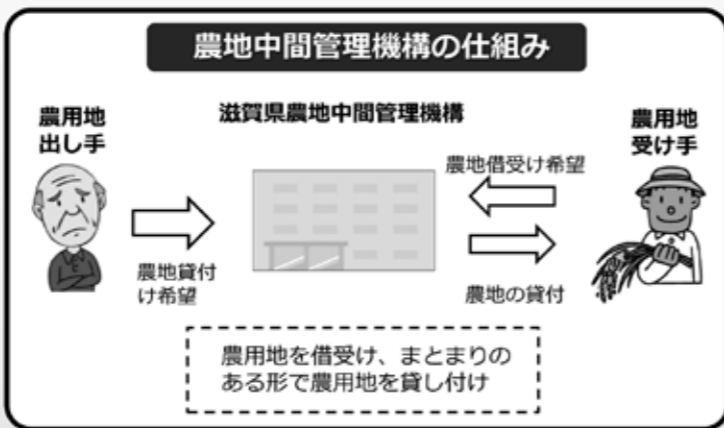 農地中間管理機構の仕組み
農用地
出し手
滋賀県農地中間管理機構
農用地
受け手
農地借受け希望
農地貸付
け希望
農地の貸付
農用地を借受け、まとまりの
ある形で農用地を貸し付け